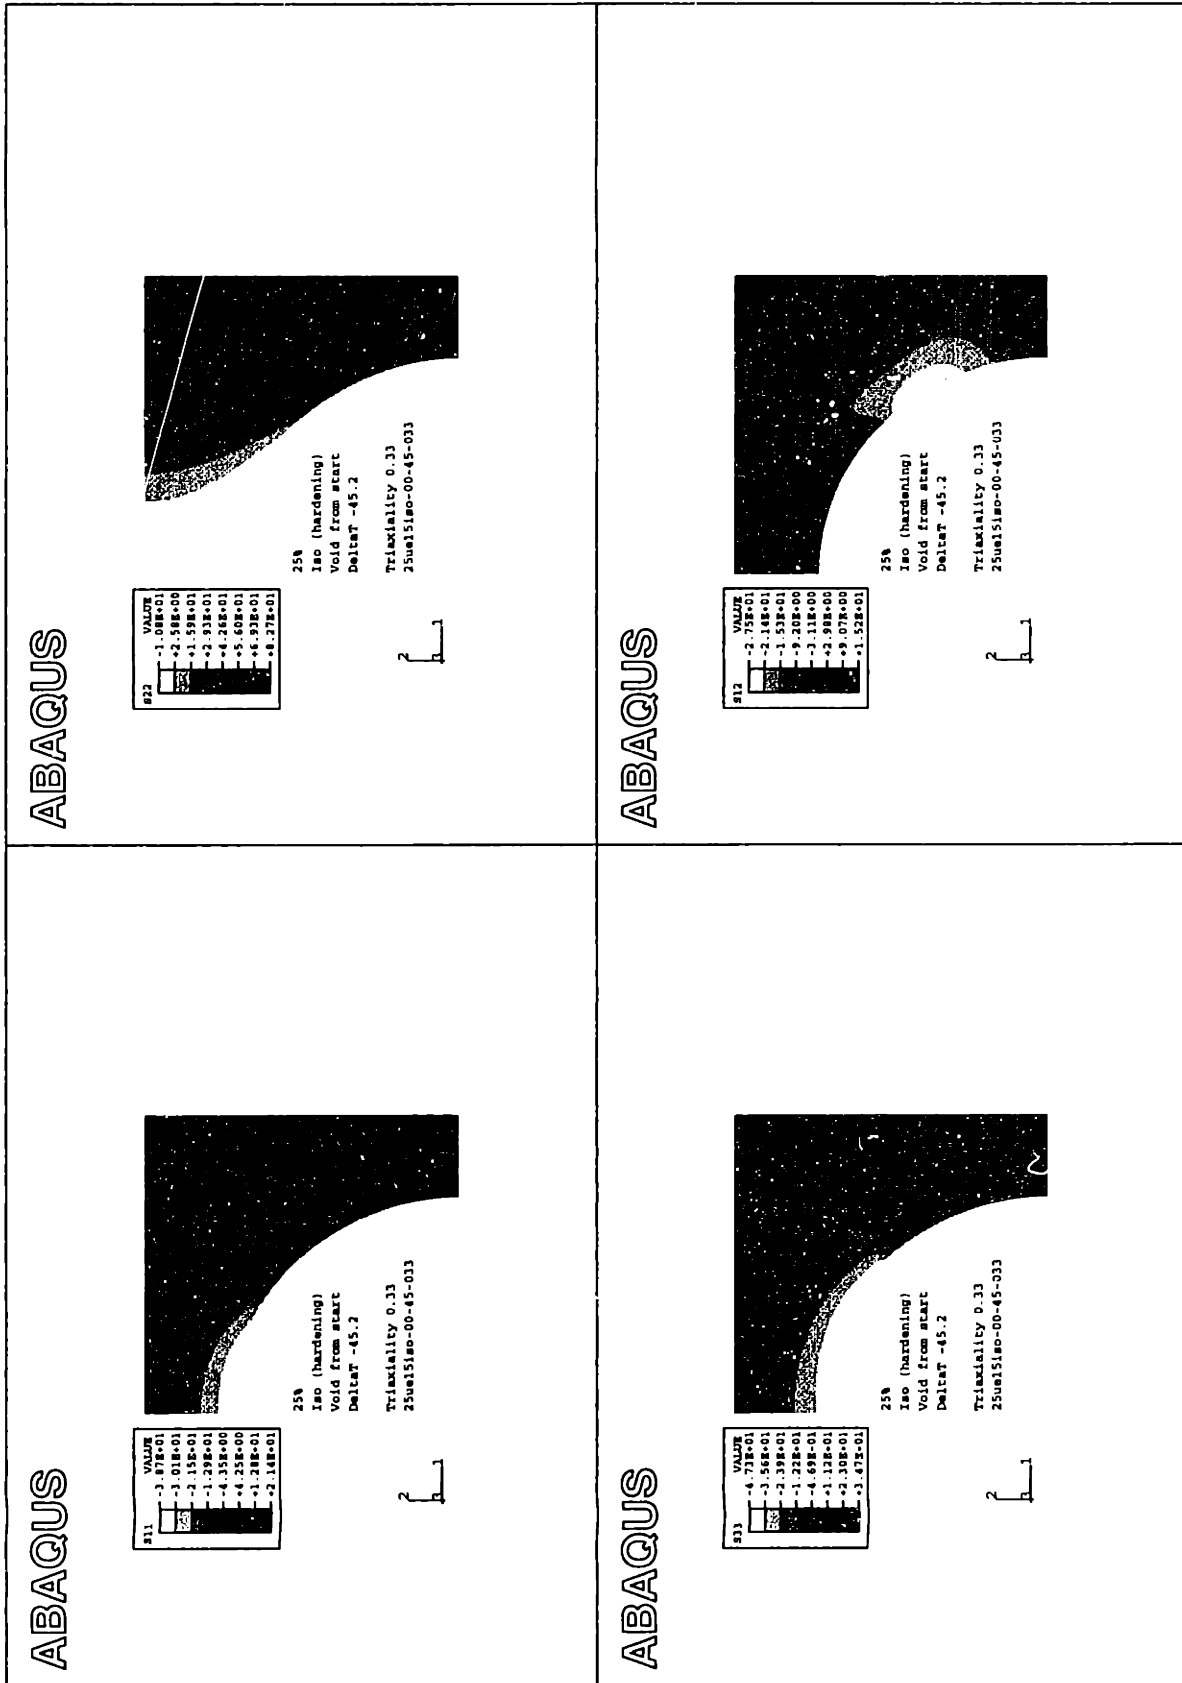 ABAQUS
S11 VALUE
-3.87E+01
-3.01E+01
-2.15E+01
-1.29E+01
-4.35E+00
+4.25E+00
+1.28E+01
+2.14E+01
25%
Iso (hardening)
Void from start
DeltaT -45.2
Triaxiality 0.33
25uel5iso-00-45-033
2
3 1
ABAQUS
S22 VALUE
-1.08E+01
+2.58E+00
+1.59E+01
+2.93E+01
+4.26E+01
+5.60E+01
+6.93E+01
+8.27E+01
25%
Iso (hardening)
Void from start
DeltaT -45.2
Triaxiality 0.33
25uel5iso-00-45-033
2
3 1
ABAQUS
S33 VALUE
-4.73E+01
-3.56E+01
-2.39E+01
-1.22E+01
-4.69E-01
+1.12E+01
+2.30E+01
+3.47E+01
25%
Iso (hardening)
Void from start
DeltaT -45.2
Triaxiality 0.33
25uel5iso-00-45-033
2
3 1
ABAQUS
S12 VALUE
-2.75E+01
-2.14E+01
-1.53E+01
-9.20E+00
-3.11E+00
+2.98E+00
+9.07E+00
+1.52E+01
25%
Iso (hardening)
Void from start
DeltaT -45.2
Triaxiality 0.33
25uel5iso-00-45-033
2
3 1